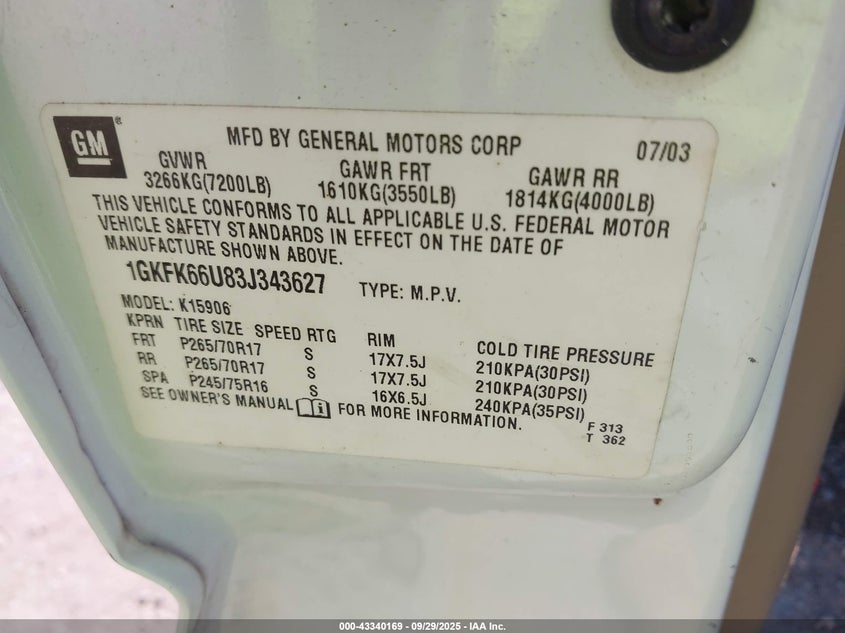 GM ®
MFD BY GENERAL MOTORS CORP 07/03
GVWR GAWR FRT GAWR RR
3266KG(7200LB) 1610KG(3550LB) 1814KG(4000LB)
THIS VEHICLE CONFORMS TO ALL APPLICABLE U.S. FEDERAL MOTOR
VEHICLE SAFETY STANDARDS IN EFFECT ON THE DATE OF
MANUFACTURE SHOWN ABOVE.
1GKFK66U83J343627 TYPE: M.P.V.
MODEL: K15906
KPRN TIRE SIZE SPEED RTG RIM COLD TIRE PRESSURE
FRT P265/70R17 S 17X7.5J 210KPA(30PSI)
RR P265/70R17 S 17X7.5J 210KPA(30PSI)
SPA P245/75R16 S 16X6.5J 240KPA(35PSI)
SEE OWNER'S MANUAL i FOR MORE INFORMATION.
F 313
T 362
000-43340169 - 09/29/2025 - IAA Inc.